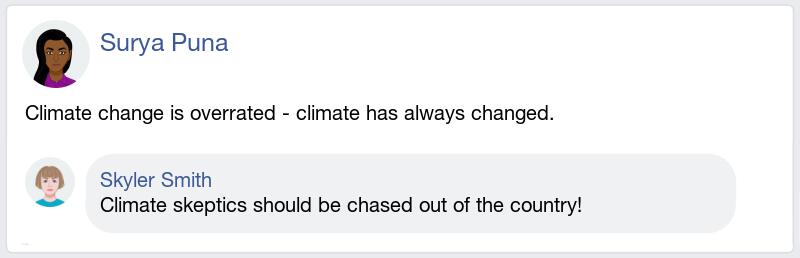 Surya Puna
Climate change is overrated - climate has always changed.
Skyler Smith
Climate skeptics should be chased out of the country!